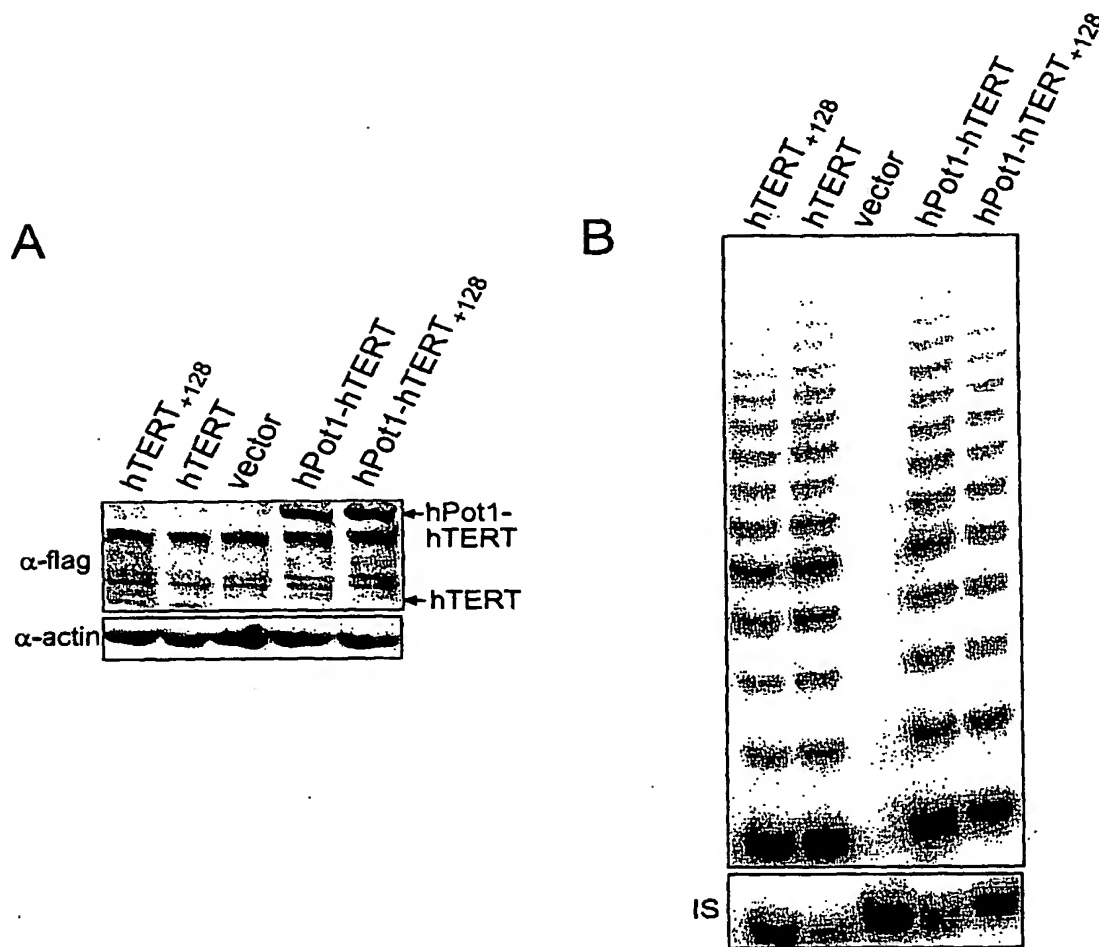 A
hTERT+128
hTERT
vector
hPot1-hTERT
hPot1-hTERT+128
α-flag
hPot1-
hTERT
hTERT
α-actin
B
hTERT+128
hTERT
vector
hPot1-hTERT
hPot1-hTERT+128
IS